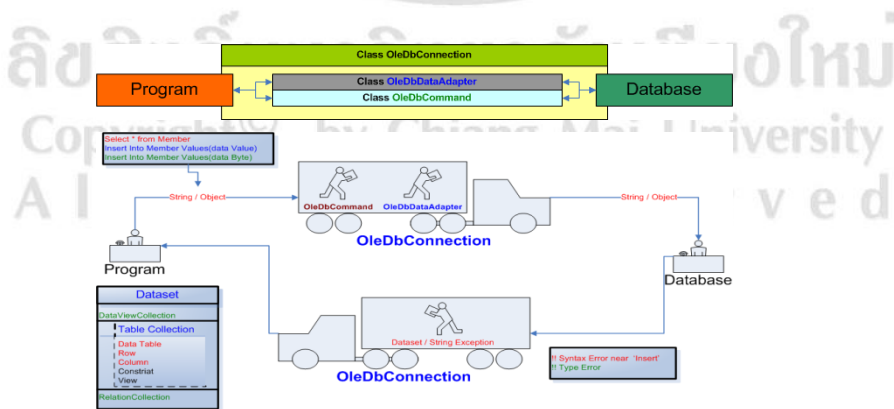 Class OleDbConnection
Program
Class OleDbDataAdapter
Class OleDbCommand
Database
Select * from Member
Insert Into Member Values(data Value)
Insert Into Member Values(data Byte)
String / Object
OleDbCommand
OleDbDataAdapter
String / Object
OleDbConnection
Program
Database
Dataset
DataViewCollection
Table Collection
Data Table
Row
Column
Constriat
View
RelationCollection
Dataset / String Exception
OleDbConnection
!! Syntax Error near 'Insert'
!! Type Error